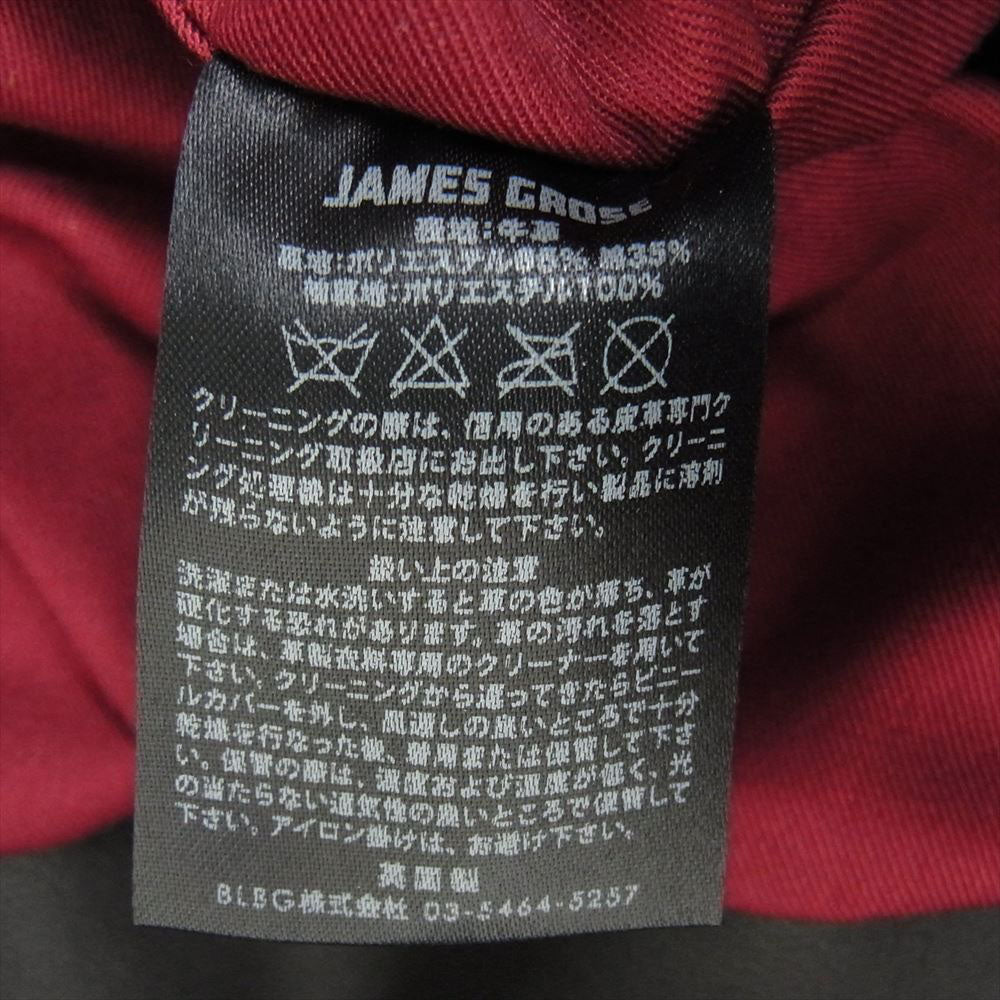 JAMES GROSE
表地:牛革
裏地:ポリエステル65% 綿35%
袖裏地:ポリエステル100%
クリーニングの際は、信用のある皮革専門ク
リーニング取扱店にお出し下さい。クリーニ
ング処理後は十分な乾燥を行い製品に溶剤
が残らないように注意して下さい。
扱い上の注意
洗濯または水洗いすると革の色が落ち、革が
硬化する恐れがあります。革の汚れを落とす
場合は、革製衣料専用のクリーナーを用いて
下さい。クリーニングから返ってきたらビニー
ルカバーを外し、風通しの良いところで十分
乾燥を行なった後、着用または保管して下さ
い。保管の際は、温度および湿度が低く、光
の当たらない通気性の良いところで保管して
下さい。アイロン掛けは、お避け下さい。
英国製
BLBG株式会社 03-5464-5257